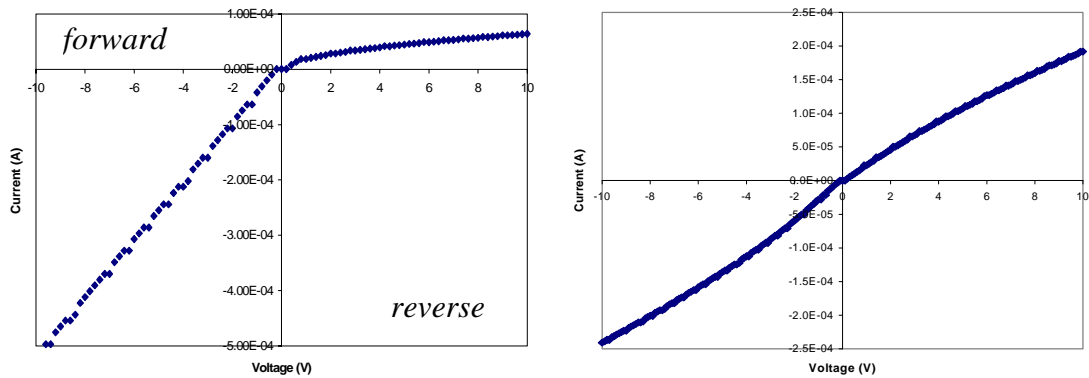 1.00E-04
forward
0.00E+00
-10 -8 -6 -4 -2 0 2 4 6 8 10
-1.00E-04
-2.00E-04
-3.00E-04
-4.00E-04
-5.00E-04
reverse
Current (A)
Voltage (V)
2.5E-04
2.0E-04
1.5E-04
1.0E-04
5.0E-05
0.0E+00
-10 -8 -6 -4 -2 0 2 4 6 8 10
-5.0E-05
-1.0E-04
-1.5E-04
-2.0E-04
-2.5E-04
Current (A)
Voltage (V)